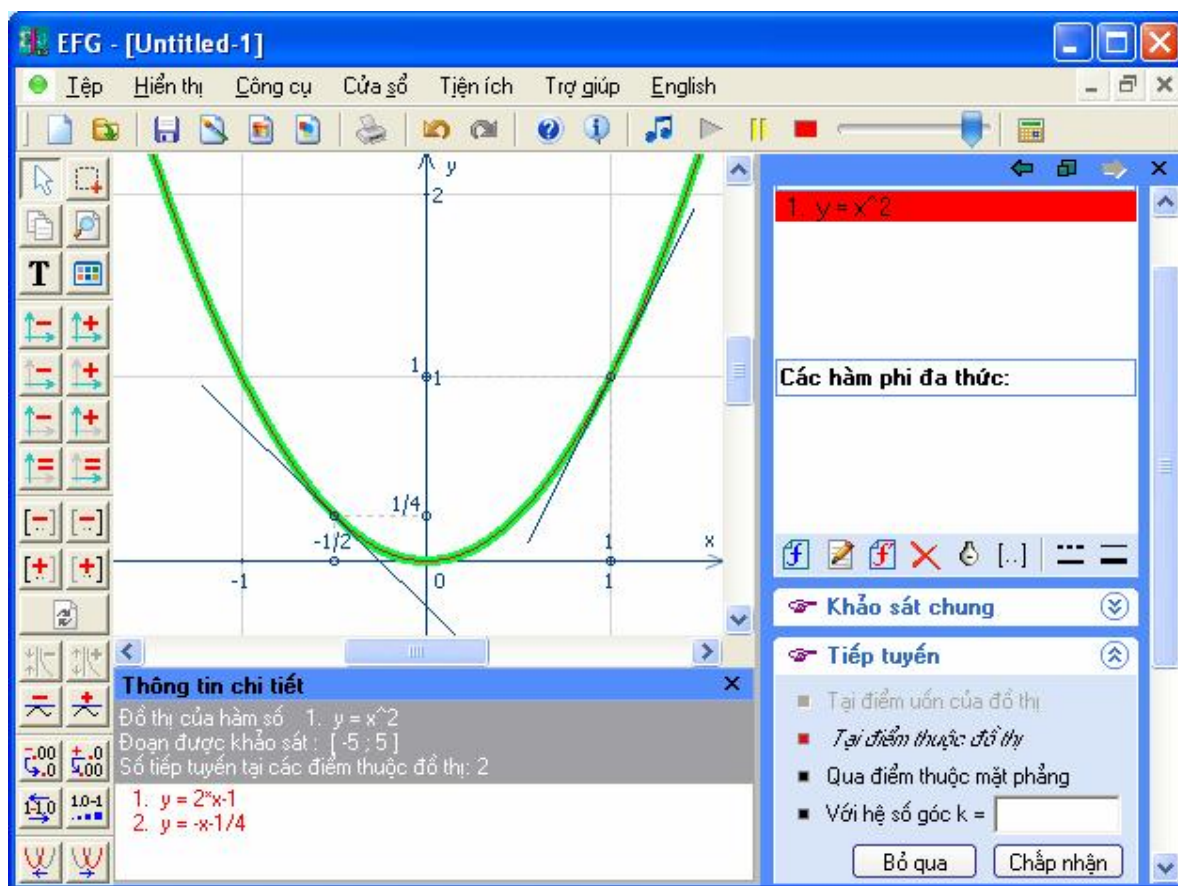 EFG - [Untitled-1]
Tệp Hiển thị Công cụ Cửa sổ Tiện ích Trợ giúp English
1. y = x^2
Các hàm phi đa thức:
Khảo sát chung
Tiếp tuyến
Tại điểm uốn của đồ thị
Tại điểm thuộc đồ thị
Qua điểm thuộc mặt phẳng
Với hệ số góc k =
Bỏ qua Chấp nhận
T
y
2
1 1
1/4
-1/2 1 x
-1 0 1
Thông tin chi tiết
Đồ thị của hàm số 1. y = x^2
Đoạn được khảo sát : [ -5 ; 5 ]
Số tiếp tuyến tại các điểm thuộc đồ thị: 2
1. y = 2*x-1
2. y = -x-1/4